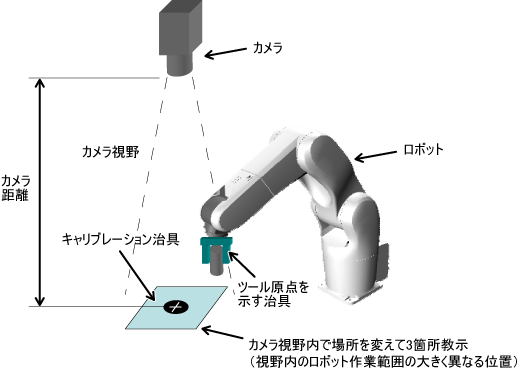 カメラ
カメラ視野
ロボット
カメラ
距離
キャリブレーション治具
ツール原点を
示す治具
カメラ視野内で場所を変えて3箇所教示
（視野内のロボット作業範囲の大きく異なる位置）